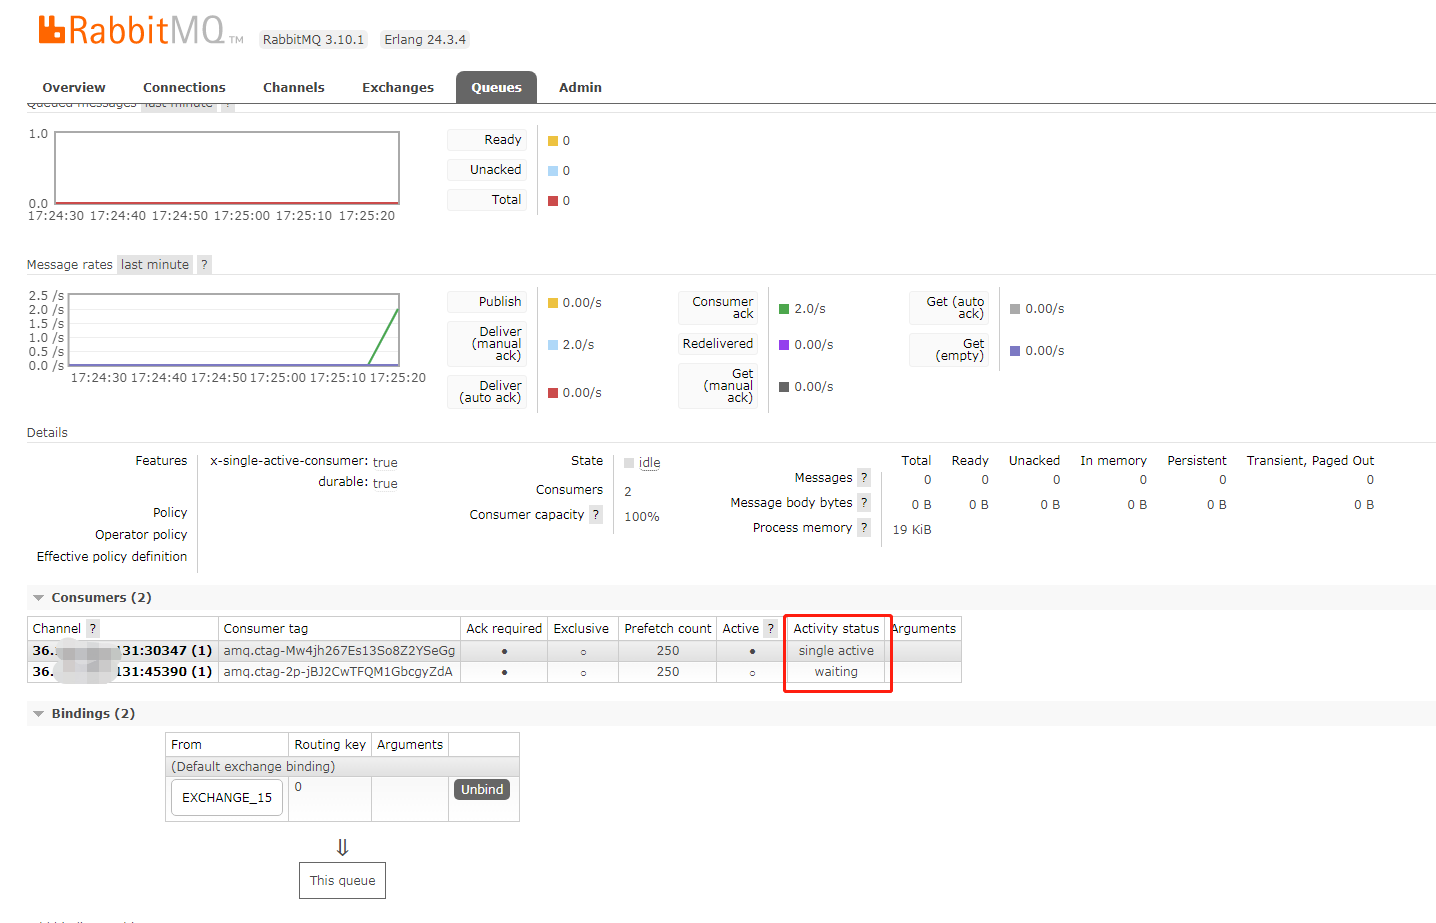 RabbitMQ TM RabbitMQ 3.10.1 Erlang 24.3.4
Overview Connections Channels Exchanges Queues Admin
Queued messages last minute ?
1.0
0.0
17:24:30 17:24:40 17:24:50 17:25:00 17:25:10 17:25:20
Ready 0
Unacked 0
Total 0
Message rates last minute ?
2.5 /s
2.0 /s
1.5 /s
1.0 /s
0.5 /s
0.0 /s
17:24:30 17:24:40 17:24:50 17:25:00 17:25:10 17:25:20
Publish 0.00/s
Deliver
(manual 2.0/s
ack)
Deliver
(auto ack) 0.00/s
Consumer
ack 2.0/s
Redelivered 0.00/s
Get
(manual 0.00/s
ack)
Get (auto
ack) 0.00/s
Get
(empty) 0.00/s
Details
Features x-single-active-consumer: true
durable: true
Policy
Operator policy
Effective policy definition
State idle
Consumers 2
Consumer capacity ? 100%
Total Ready Unacked In memory Persistent Transient, Paged Out
Messages ? 0 0 0 0 0 0
Message body bytes ? 0 B 0 B 0 B 0 B 0 B 0 B
Process memory ? 19 KiB
Consumers (2)
Channel ? Consumer tag Ack required Exclusive Prefetch count Active ? Activity status Arguments
36. 131:30347 (1) amq.ctag-Mw4jh267Es13So8Z2YSeGg ● ○ 250 ● single active
36. 131:45390 (1) amq.ctag-2p-jBJ2CwTFQM1GbcgyZdA ● ○ 250 ○ waiting
Bindings (2)
From Routing key Arguments
(Default exchange binding)
EXCHANGE_15 0 Unbind
⇓
This queue